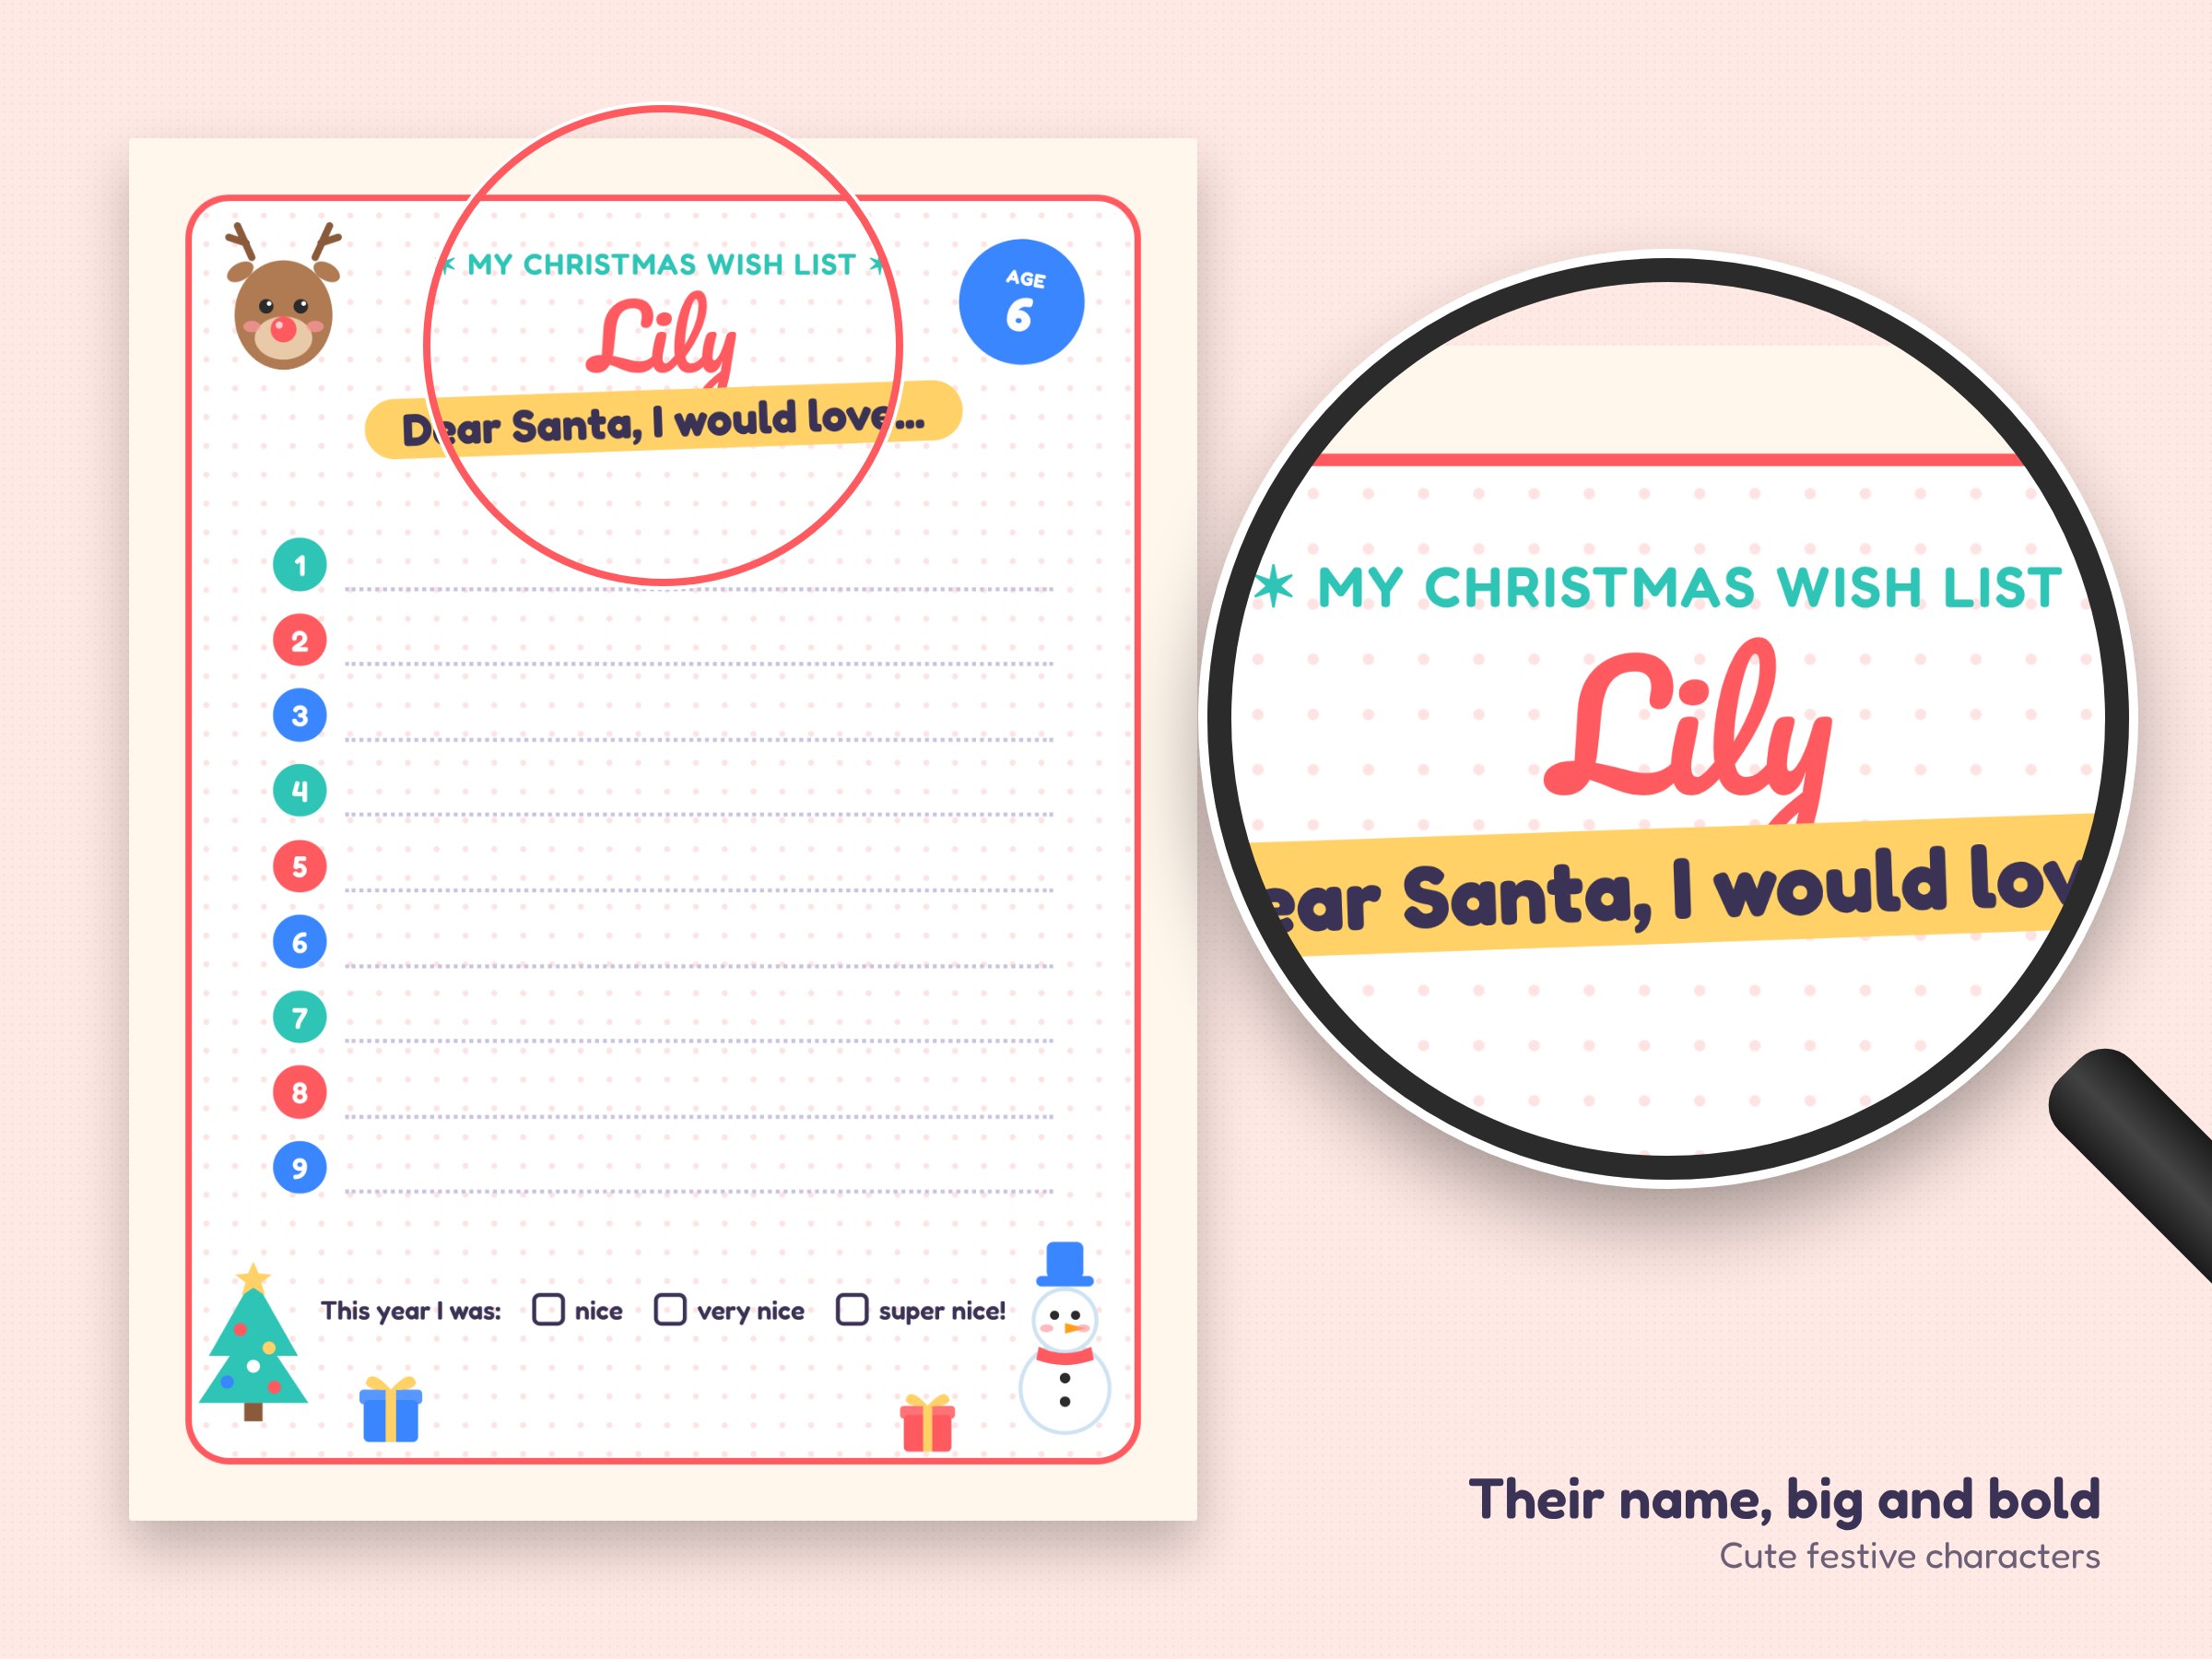 ✶ MY CHRISTMAS WISH LIST ✶
Lily
AGE
6
Dear Santa, I would love...
1
2
3
4
5
6
7
8
9
This year I was: nice very nice super nice!
✶ MY CHRISTMAS WISH LIST
Lily
ear Santa, I would lov
Their name, big and bold
Cute festive characters